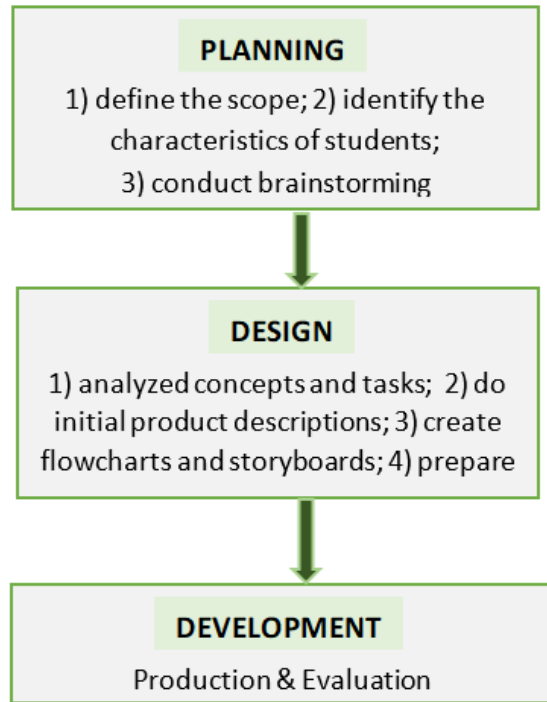 PLANNING
1) define the scope; 2) identify the
characteristics of students;
3) conduct brainstorming
DESIGN
1) analyzed concepts and tasks; 2) do
initial product descriptions; 3) create
flowcharts and storyboards; 4) prepare
DEVELOPMENT
Production & Evaluation